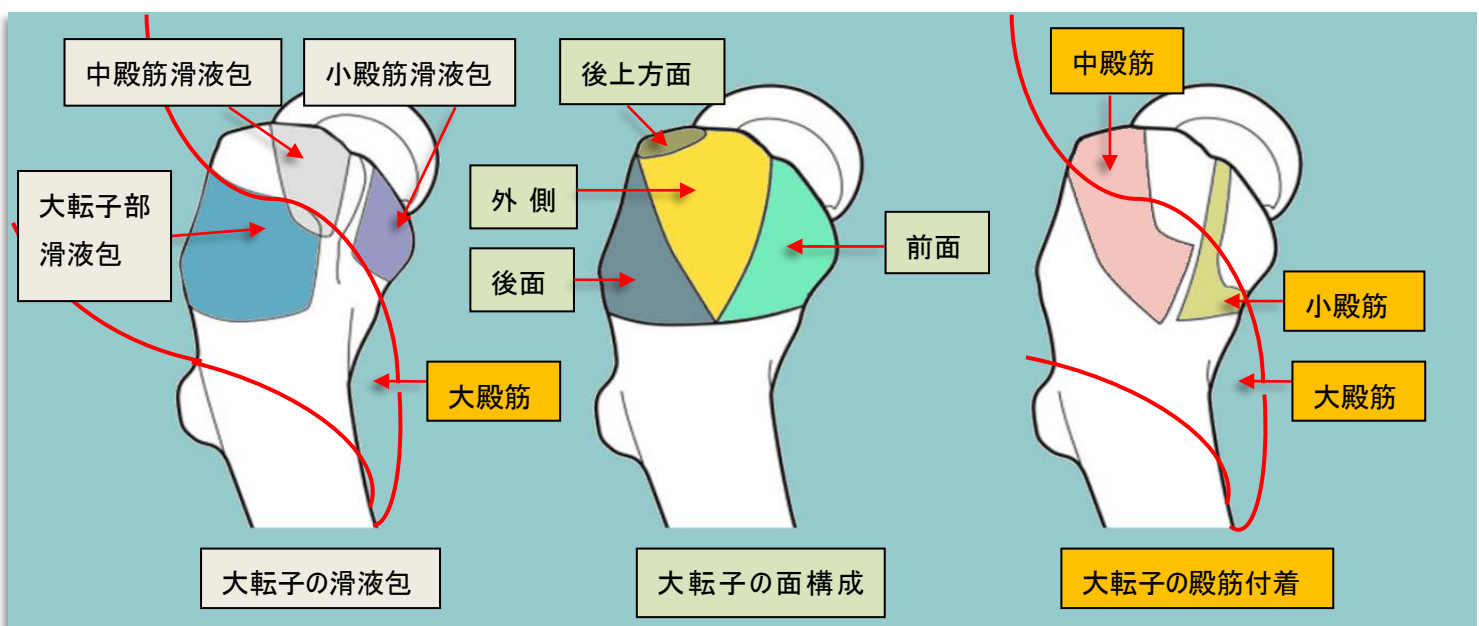 中殿筋滑液包
小殿筋滑液包
大転子部
滑液包
大殿筋
大転子の滑液包
後上方面
外 側
後面
前面
大転子の面構成
中殿筋
小殿筋
大殿筋
大転子の殿筋付着